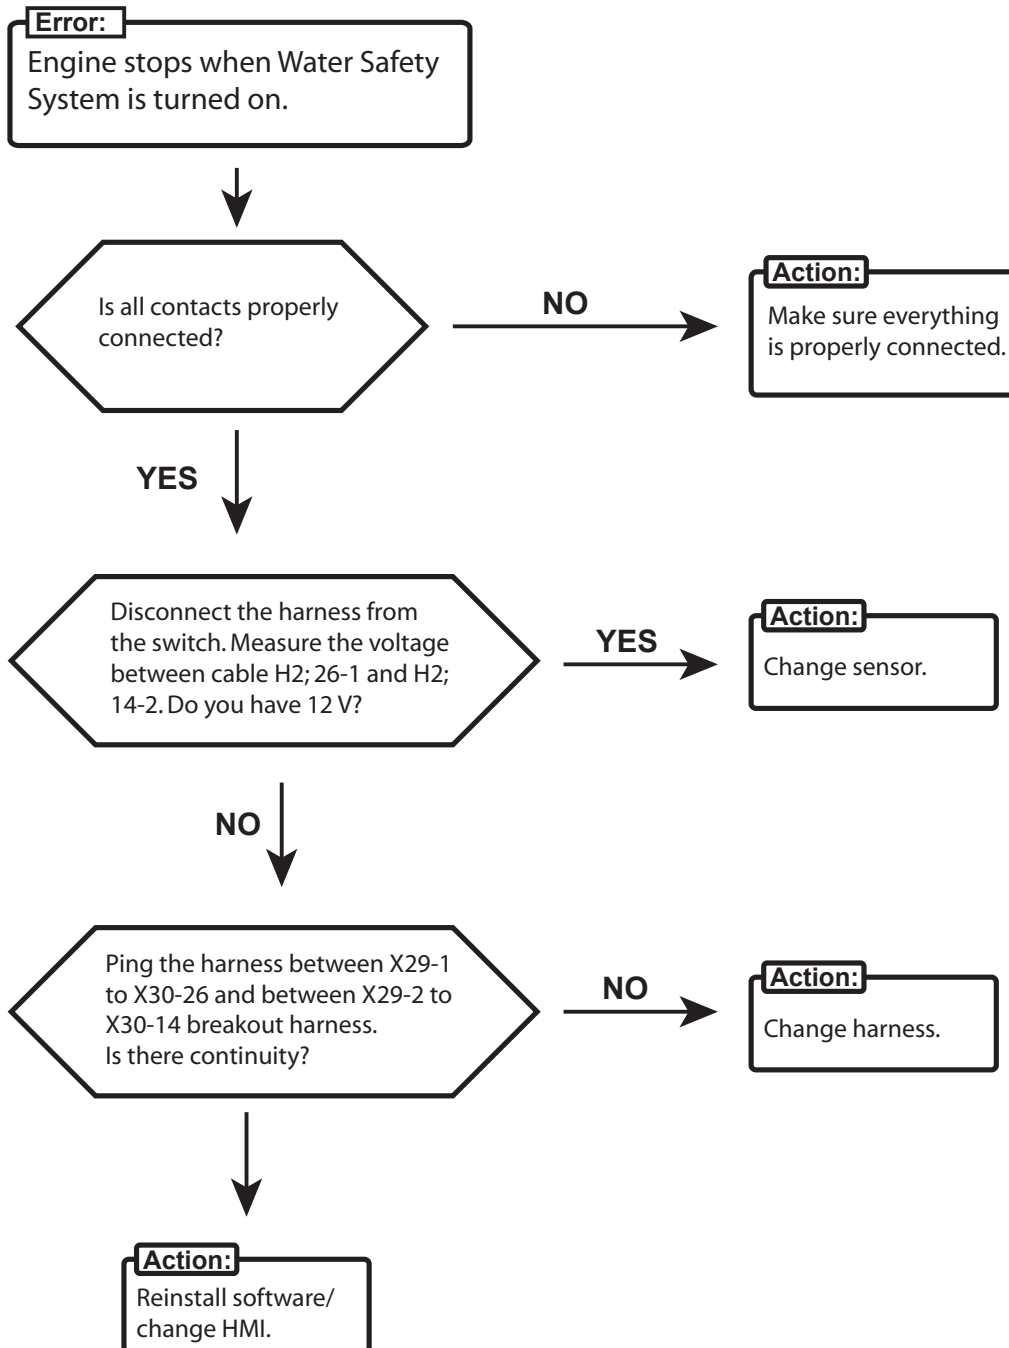 Error:
Engine stops when Water Safety
System is turned on.
Is all contacts properly
connected?
NO
Action:
Make sure everything
is properly connected.
YES
Disconnect the harness from
the switch. Measure the voltage
between cable H2; 26-1 and H2;
14-2. Do you have 12 V?
YES
Action:
Change sensor.
NO
Ping the harness between X29-1
to X30-26 and between X29-2 to
X30-14 breakout harness.
Is there continuity?
NO
Action:
Change harness.
Action:
Reinstall software/
change HMI.